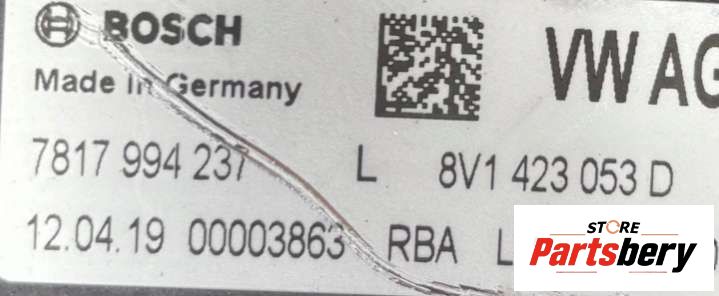 BOSCH
VW AG
Made in Germany
7817 994 237 L 8V1 423 053 D
12.04.19 00003863 RBA L
STORE
Partsbery